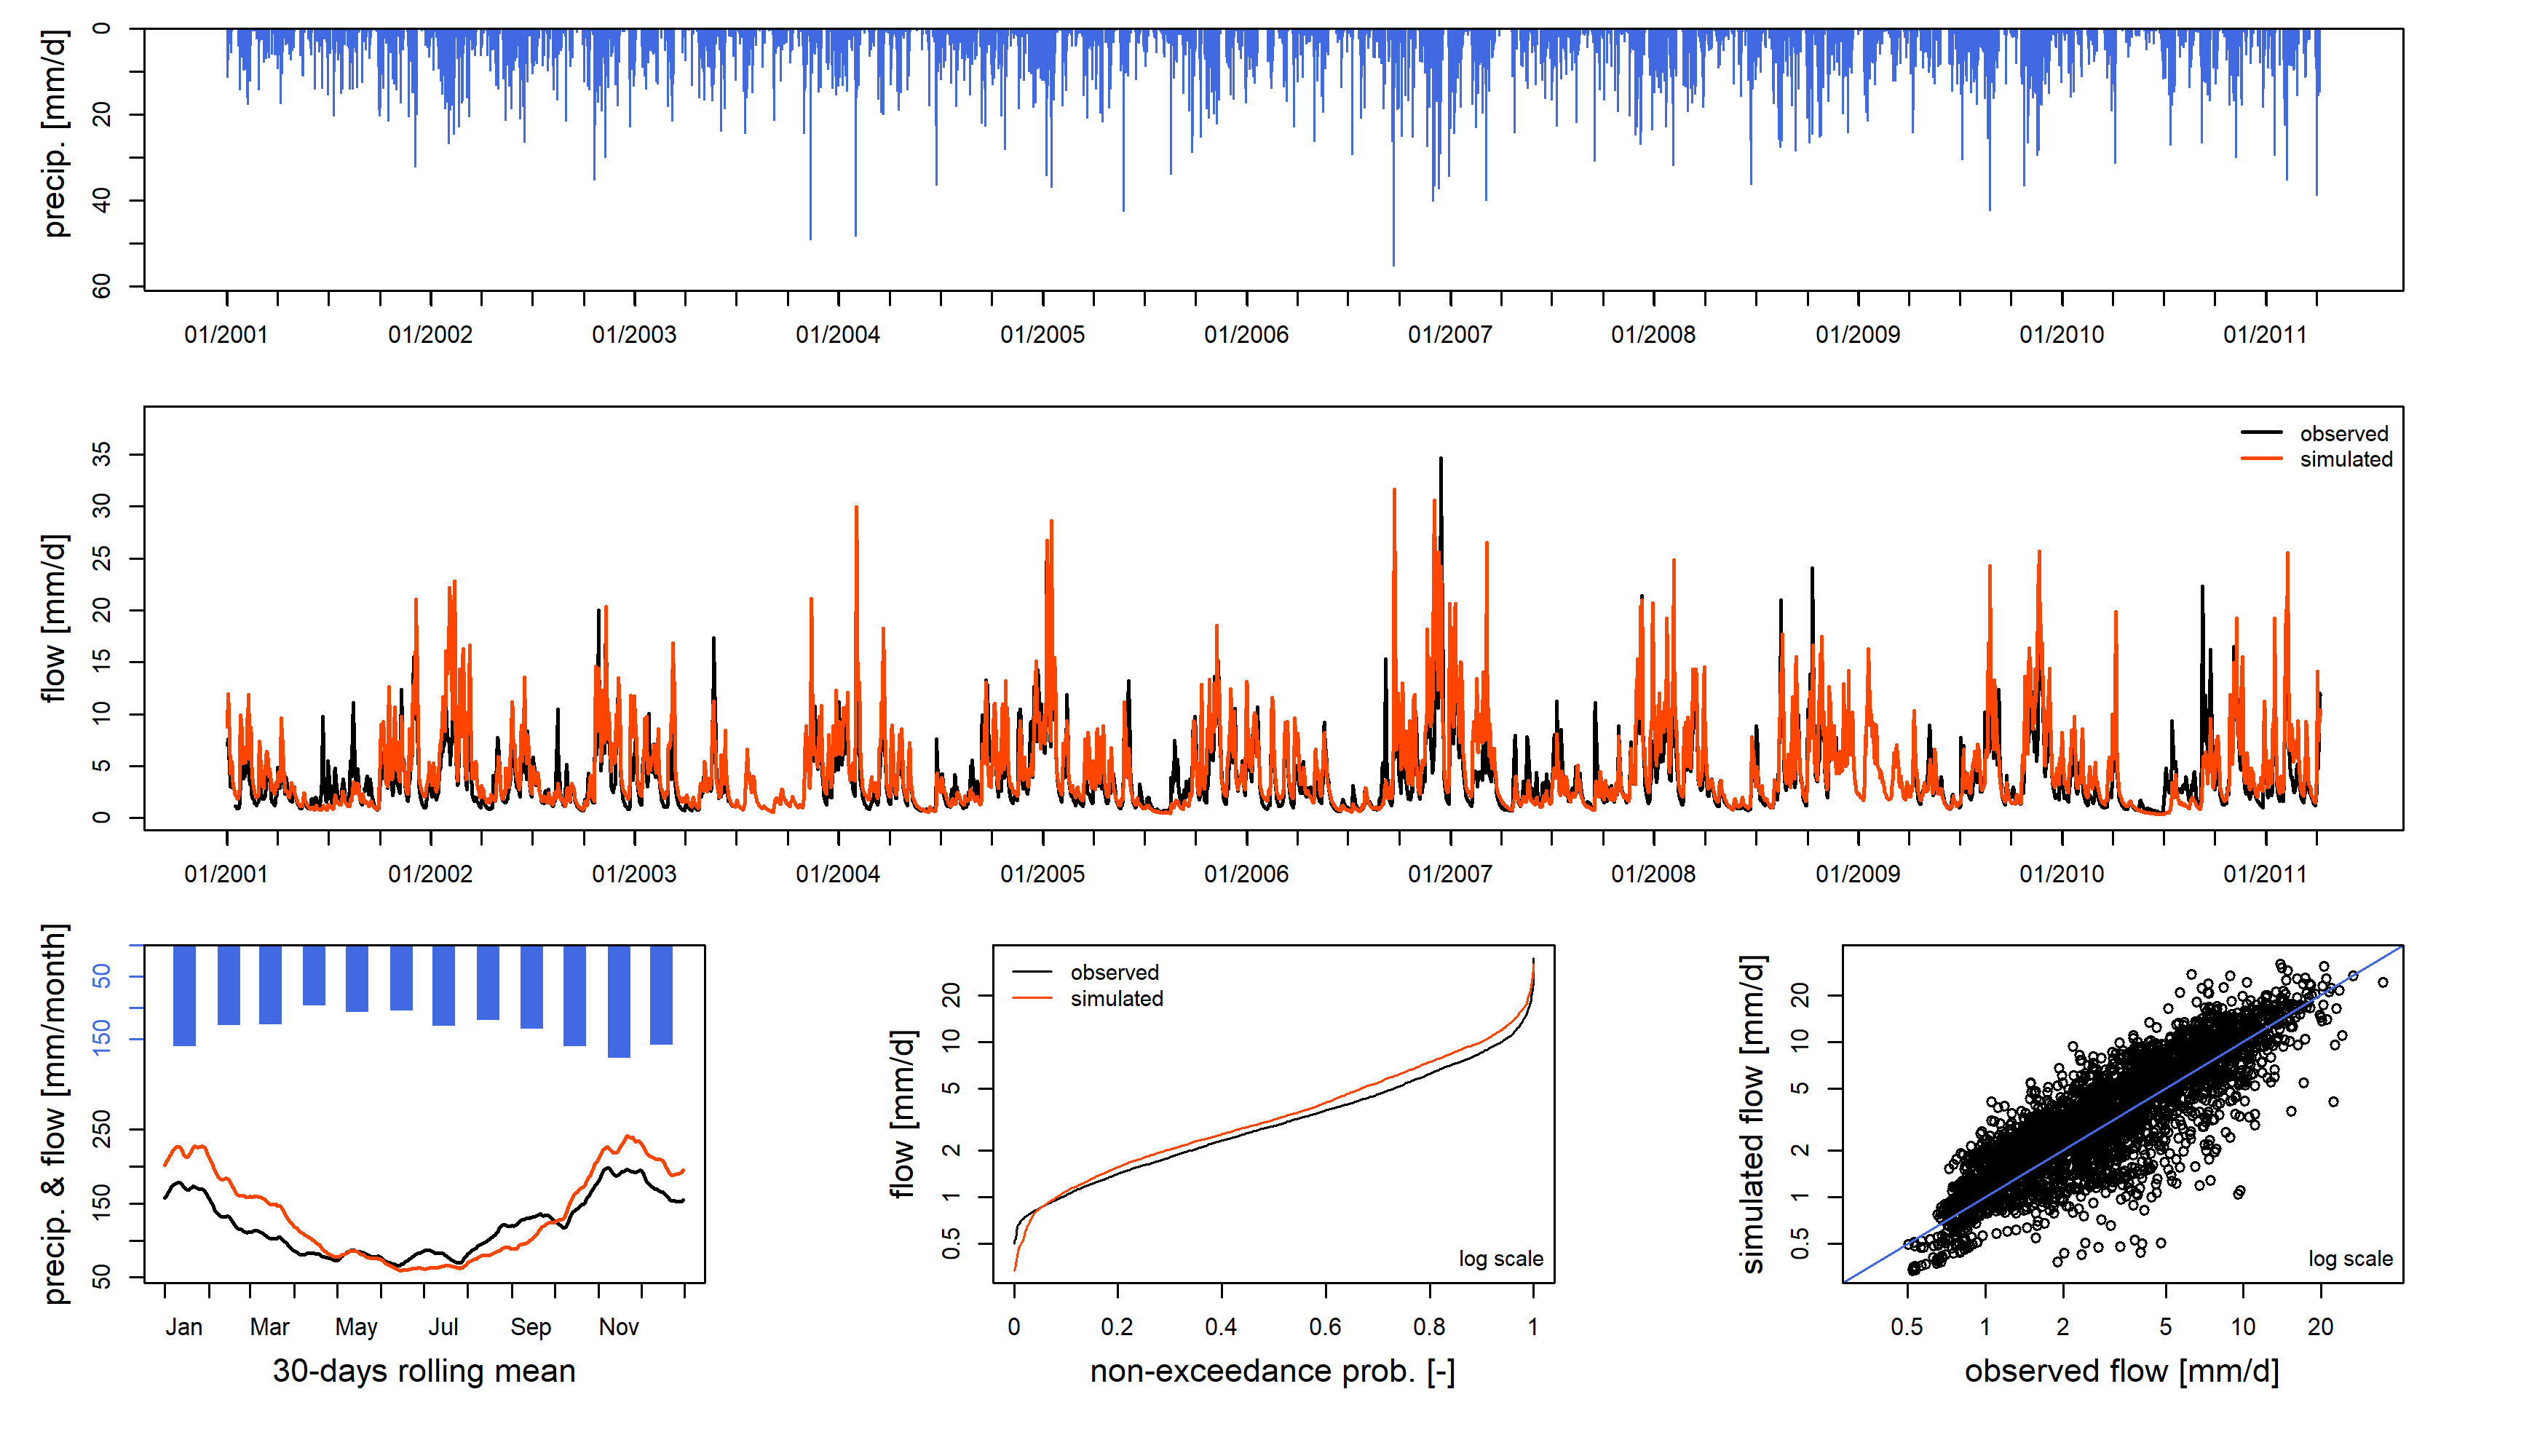 precip. [mm/d]
0
20
40
60
01/2001 01/2002 01/2003 01/2004 01/2005 01/2006 01/2007 01/2008 01/2009 01/2010 01/2011
flow [mm/d]
35
30
25
20
15
10
5
0
observed
simulated
01/2001 01/2002 01/2003 01/2004 01/2005 01/2006 01/2007 01/2008 01/2009 01/2010 01/2011
precip. & flow [mm/month]
50
150
250
150
50
Jan Mar May Jul Sep Nov
30-days rolling mean
flow [mm/d]
20
10
5
2
1
0.5
observed
simulated
log scale
0 0.2 0.4 0.6 0.8 1
non-exceedance prob. [-]
simulated flow [mm/d]
20
10
5
2
1
0.5
log scale
0.5 1 2 5 10 20
observed flow [mm/d]